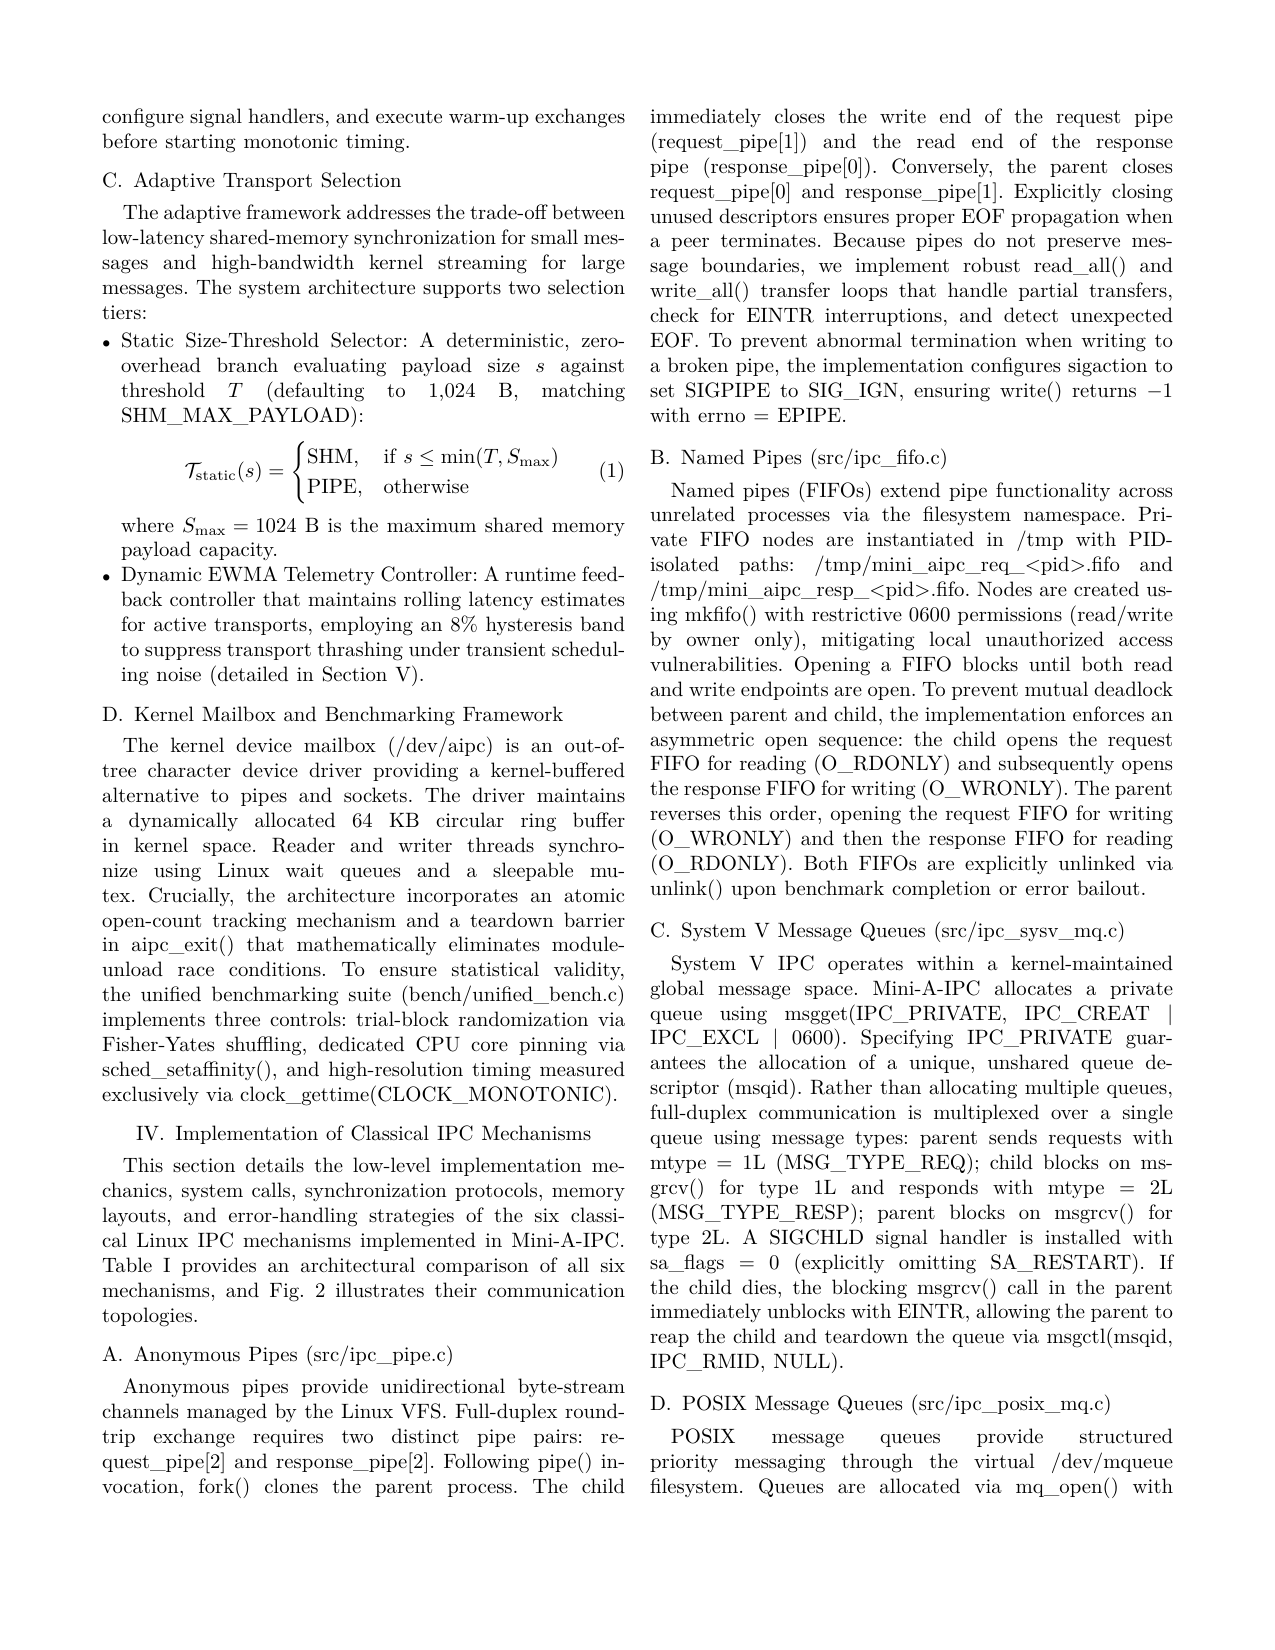 configure signal handlers, and execute warm-up exchanges
before starting monotonic timing.
C. Adaptive Transport Selection
The adaptive framework addresses the trade-off between
low-latency shared-memory synchronization for small mes-
sages and high-bandwidth kernel streaming for large
messages. The system architecture supports two selection
tiers:
• Static Size-Threshold Selector: A deterministic, zero-
overhead branch evaluating payload size s against
threshold T (defaulting to 1,024 B, matching
SHM_MAX_PAYLOAD):
𝒯static(s) = { SHM, if s ≤ min(T, Smax) (1)
PIPE, otherwise
where Smax = 1024 B is the maximum shared memory
payload capacity.
• Dynamic EWMA Telemetry Controller: A runtime feed-
back controller that maintains rolling latency estimates
for active transports, employing an 8% hysteresis band
to suppress transport thrashing under transient schedul-
ing noise (detailed in Section V).
D. Kernel Mailbox and Benchmarking Framework
The kernel device mailbox (/dev/aipc) is an out-of-
tree character device driver providing a kernel-buffered
alternative to pipes and sockets. The driver maintains
a dynamically allocated 64 KB circular ring buffer
in kernel space. Reader and writer threads synchro-
nize using Linux wait queues and a sleepable mu-
tex. Crucially, the architecture incorporates an atomic
open-count tracking mechanism and a teardown barrier
in aipc_exit() that mathematically eliminates module-
unload race conditions. To ensure statistical validity,
the unified benchmarking suite (bench/unified_bench.c)
implements three controls: trial-block randomization via
Fisher-Yates shuffling, dedicated CPU core pinning via
sched_setaffinity(), and high-resolution timing measured
exclusively via clock_gettime(CLOCK_MONOTONIC).
IV. Implementation of Classical IPC Mechanisms
This section details the low-level implementation me-
chanics, system calls, synchronization protocols, memory
layouts, and error-handling strategies of the six classi-
cal Linux IPC mechanisms implemented in Mini-A-IPC.
Table I provides an architectural comparison of all six
mechanisms, and Fig. 2 illustrates their communication
topologies.
A. Anonymous Pipes (src/ipc_pipe.c)
Anonymous pipes provide unidirectional byte-stream
channels managed by the Linux VFS. Full-duplex round-
trip exchange requires two distinct pipe pairs: re-
quest_pipe[2] and response_pipe[2]. Following pipe() in-
vocation, fork() clones the parent process. The child
immediately closes the write end of the request pipe
(request_pipe[1]) and the read end of the response
pipe (response_pipe[0]). Conversely, the parent closes
request_pipe[0] and response_pipe[1]. Explicitly closing
unused descriptors ensures proper EOF propagation when
a peer terminates. Because pipes do not preserve mes-
sage boundaries, we implement robust read_all() and
write_all() transfer loops that handle partial transfers,
check for EINTR interruptions, and detect unexpected
EOF. To prevent abnormal termination when writing to
a broken pipe, the implementation configures sigaction to
set SIGPIPE to SIG_IGN, ensuring write() returns −1
with errno = EPIPE.
B. Named Pipes (src/ipc_fifo.c)
Named pipes (FIFOs) extend pipe functionality across
unrelated processes via the filesystem namespace. Pri-
vate FIFO nodes are instantiated in /tmp with PID-
isolated paths: /tmp/mini_aipc_req_<pid>.fifo and
/tmp/mini_aipc_resp_<pid>.fifo. Nodes are created us-
ing mkfifo() with restrictive 0600 permissions (read/write
by owner only), mitigating local unauthorized access
vulnerabilities. Opening a FIFO blocks until both read
and write endpoints are open. To prevent mutual deadlock
between parent and child, the implementation enforces an
asymmetric open sequence: the child opens the request
FIFO for reading (O_RDONLY) and subsequently opens
the response FIFO for writing (O_WRONLY). The parent
reverses this order, opening the request FIFO for writing
(O_WRONLY) and then the response FIFO for reading
(O_RDONLY). Both FIFOs are explicitly unlinked via
unlink() upon benchmark completion or error bailout.
C. System V Message Queues (src/ipc_sysv_mq.c)
System V IPC operates within a kernel-maintained
global message space. Mini-A-IPC allocates a private
queue using msgget(IPC_PRIVATE, IPC_CREAT |
IPC_EXCL | 0600). Specifying IPC_PRIVATE guar-
antees the allocation of a unique, unshared queue de-
scriptor (msqid). Rather than allocating multiple queues,
full-duplex communication is multiplexed over a single
queue using message types: parent sends requests with
mtype = 1L (MSG_TYPE_REQ); child blocks on ms-
grcv() for type 1L and responds with mtype = 2L
(MSG_TYPE_RESP); parent blocks on msgrcv() for
type 2L. A SIGCHLD signal handler is installed with
sa_flags = 0 (explicitly omitting SA_RESTART). If
the child dies, the blocking msgrcv() call in the parent
immediately unblocks with EINTR, allowing the parent to
reap the child and teardown the queue via msgctl(msqid,
IPC_RMID, NULL).
D. POSIX Message Queues (src/ipc_posix_mq.c)
POSIX message queues provide structured
priority messaging through the virtual /dev/mqueue
filesystem. Queues are allocated via mq_open() with